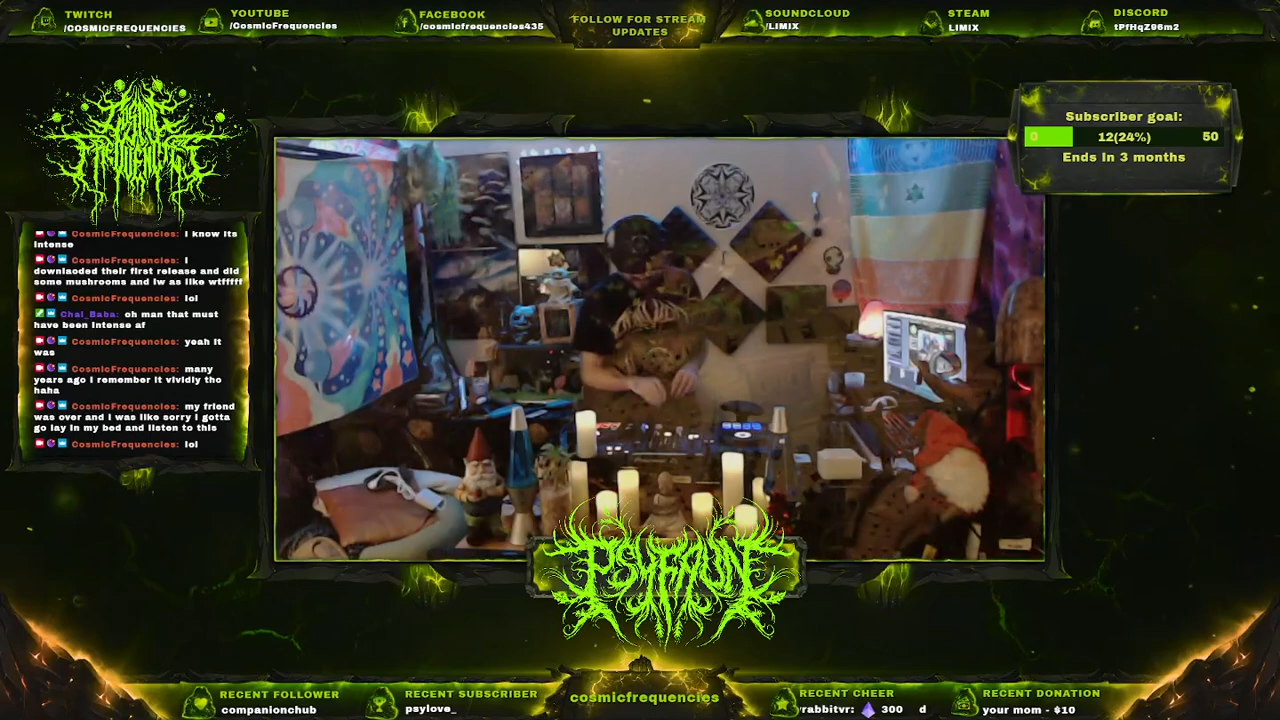 TWITCH
/COSMICFREQUENCIES
YOUTUBE
/CosmicFrequencies
FACEBOOK
/cosmicfrequencies435
FOLLOW FOR STREAM
UPDATES
SOUNDCLOUD
/LIMIX
STEAM
LIMIX
DISCORD
tPfHqZ96m2
COSMIC
FREQUENCIES
Subscriber goal:
0 12(24%) 50
Ends in 3 months
CosmicFrequencies: I know its
intense
CosmicFrequencies: I
downlaoded their first release and did
some mushrooms and iw as like wtfffff
CosmicFrequencies: lol
Chai_Baba: oh man that must
have been intense af
CosmicFrequencies: yeah it
was
CosmicFrequencies: many
years ago i remember it vividly tho
haha
CosmicFrequencies: my friend
was over and i was like sorry i gotta
go lay in my bed and listen to this
CosmicFrequencies: lol
PSYFAUN
RECENT FOLLOWER
companionchub
RECENT SUBSCRIBER
psylove_
cosmicfrequencies
RECENT CHEER
rabbitvr: 300 d
RECENT DONATION
your mom - $10